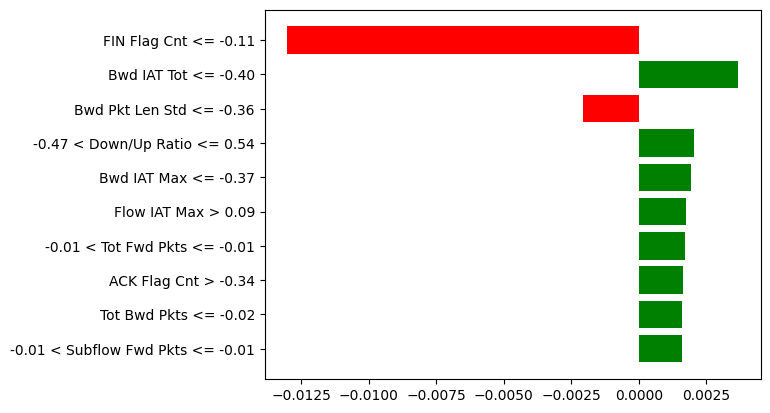 FIN Flag Cnt <= -0.11
Bwd IAT Tot <= -0.40
Bwd Pkt Len Std <= -0.36
-0.47 < Down/Up Ratio <= 0.54
Bwd IAT Max <= -0.37
Flow IAT Max > 0.09
-0.01 < Tot Fwd Pkts <= -0.01
ACK Flag Cnt > -0.34
Tot Bwd Pkts <= -0.02
-0.01 < Subflow Fwd Pkts <= -0.01
−0.0125 −0.0100 −0.0075 −0.0050 −0.0025 0.0000 0.0025